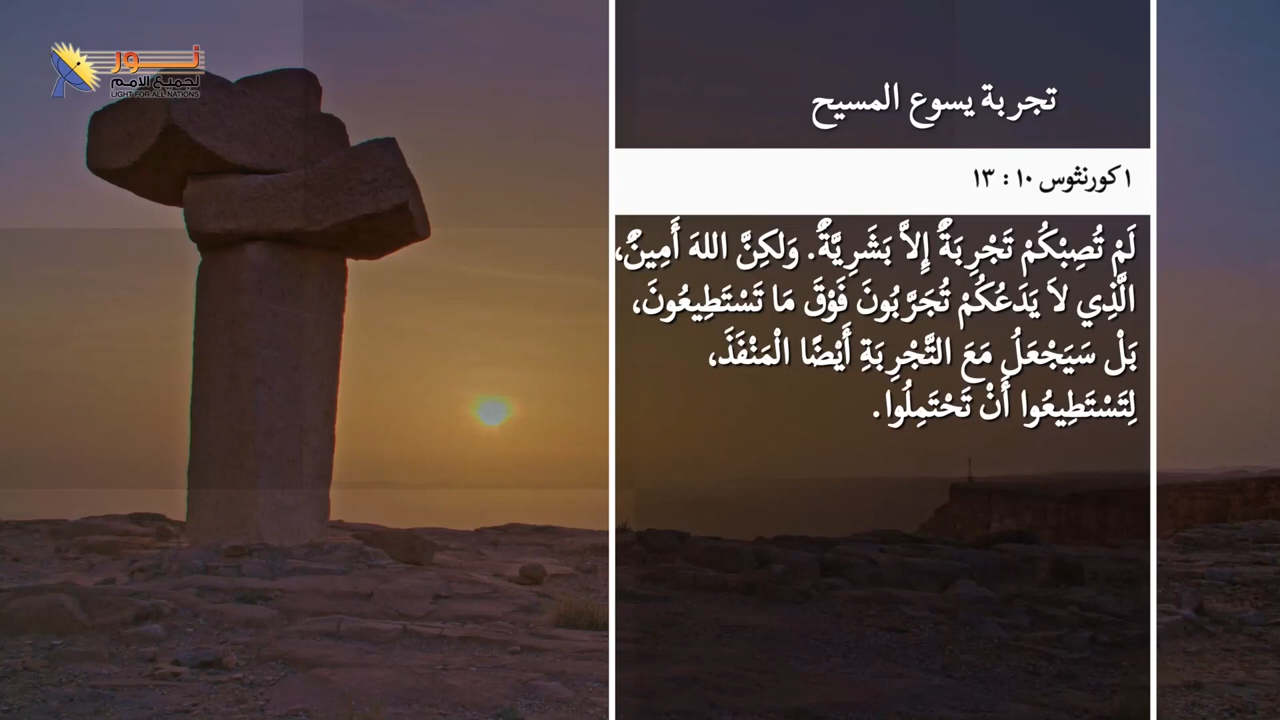 نور
لجميع الامم
LIGHT FOR ALL NATIONS
تجربة يسوع المسيح
١ كورنثوس ١٠ : ١٣
لَمْ تُصِبْكُمْ تَجْرِبَةٌ إِلاَّ بَشَرِيَّةٌ. وَلكِنَّ اللهَ أَمِينٌ،
الَّذِي لاَ يَدَعُكُمْ تُجَرَّبُونَ فَوْقَ مَا تَسْتَطِيعُونَ،
بَلْ سَيَجْعَلُ مَعَ التَّجْرِبَةِ أَيْضًا الْمَنْفَذَ،
لِتَسْتَطِيعُوا أَنْ تَحْتَمِلُوا.